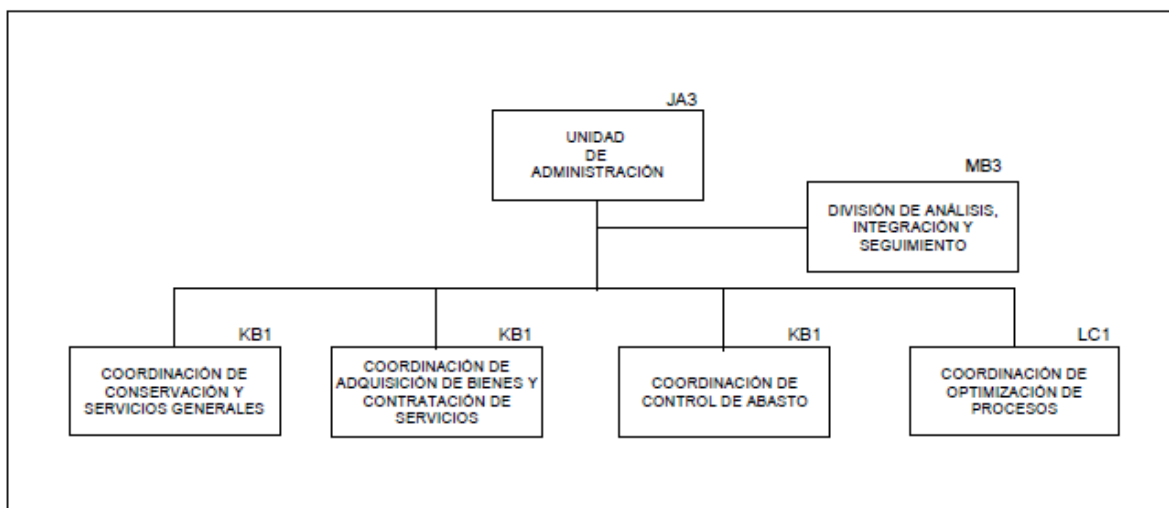 JA3
UNIDAD
DE
ADMINISTRACIÓN
MB3
DIVISIÓN DE ANÁLISIS,
INTEGRACIÓN Y
SEGUIMIENTO
KB1
COORDINACIÓN DE
CONSERVACIÓN Y
SERVICIOS GENERALES
KB1
COORDINACIÓN DE
ADQUISICIÓN DE BIENES Y
CONTRATACIÓN DE
SERVICIOS
KB1
COORDINACIÓN DE
CONTROL DE ABASTO
LC1
COORDINACIÓN DE
OPTIMIZACIÓN DE
PROCESOS